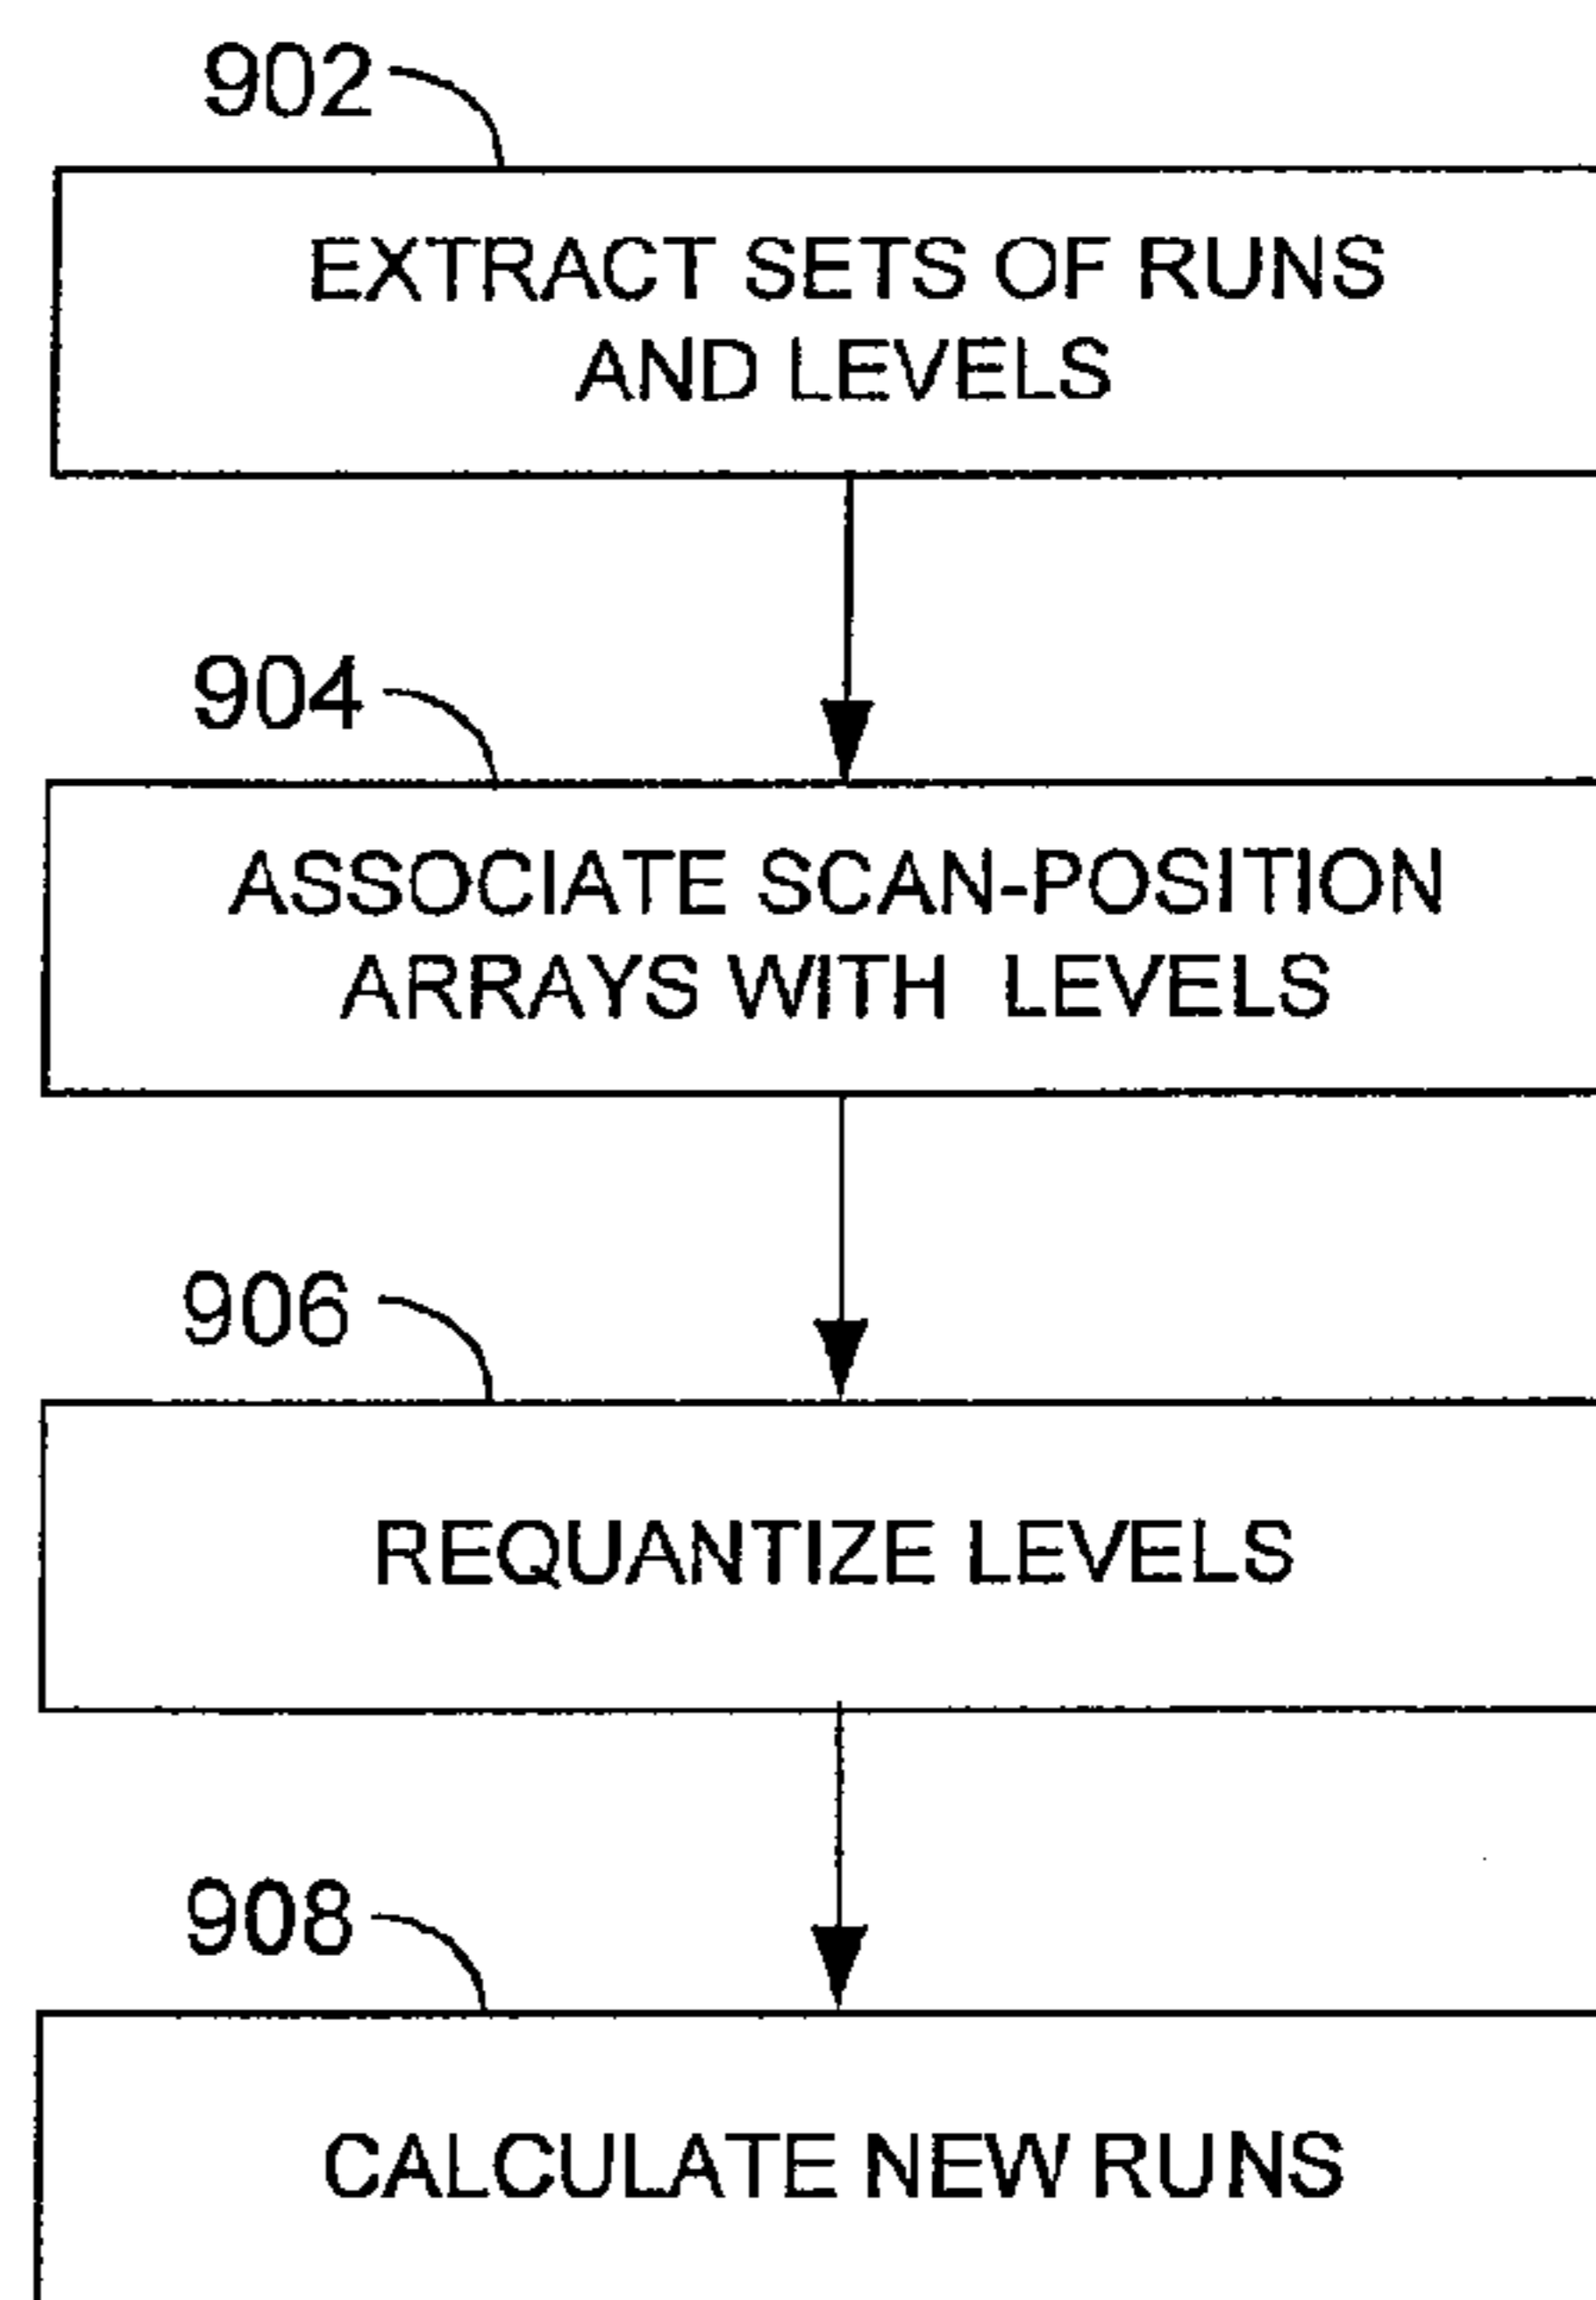 902
EXTRACT SETS OF RUNS
AND LEVELS
904
ASSOCIATE SCAN-POSITION
ARRAYS WITH LEVELS
906
REQUANTIZE LEVELS
908
CALCULATE NEW RUNS